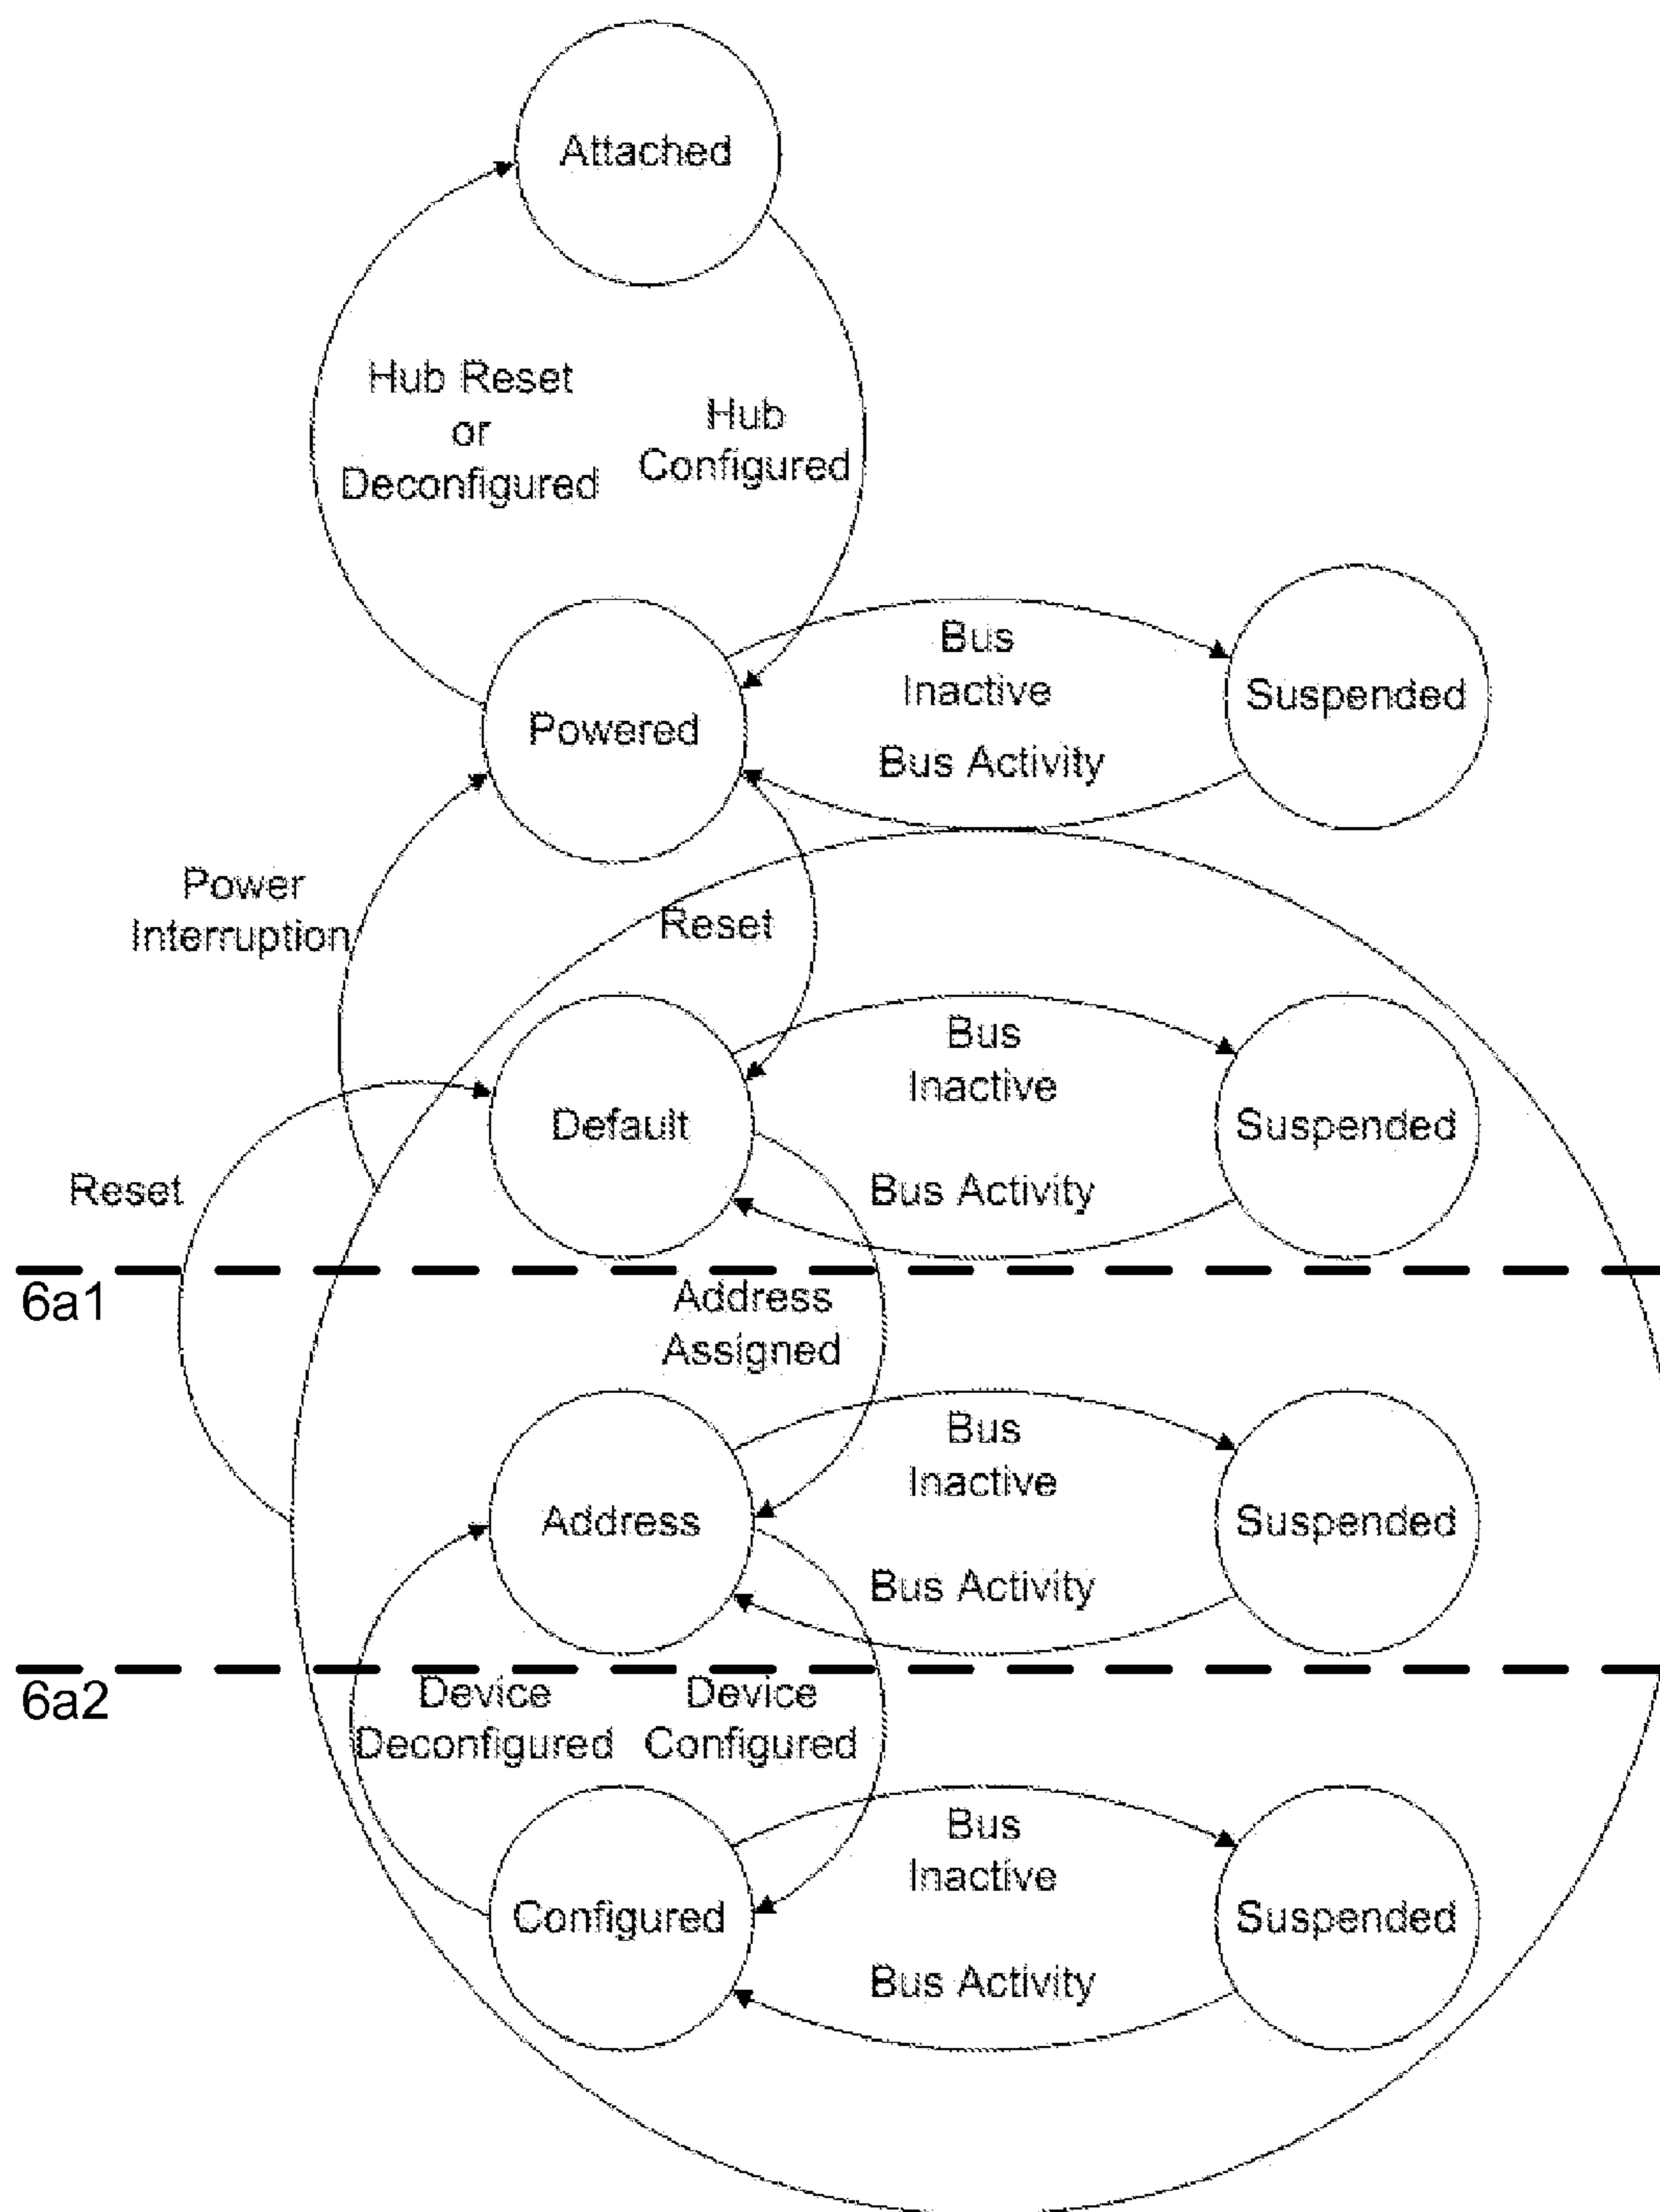 Attached
Hub Reset
or
Deconfigured
Hub
Configured
Powered
Bus
Inactive
Bus Activity
Suspended
Power
Interruption
Reset
Default
Bus
Inactive
Bus Activity
Suspended
Reset
6a1
Address
Assigned
Address
Bus
Inactive
Bus Activity
Suspended
6a2
Device
Deconfigured
Device
Configured
Configured
Bus
Inactive
Bus Activity
Suspended